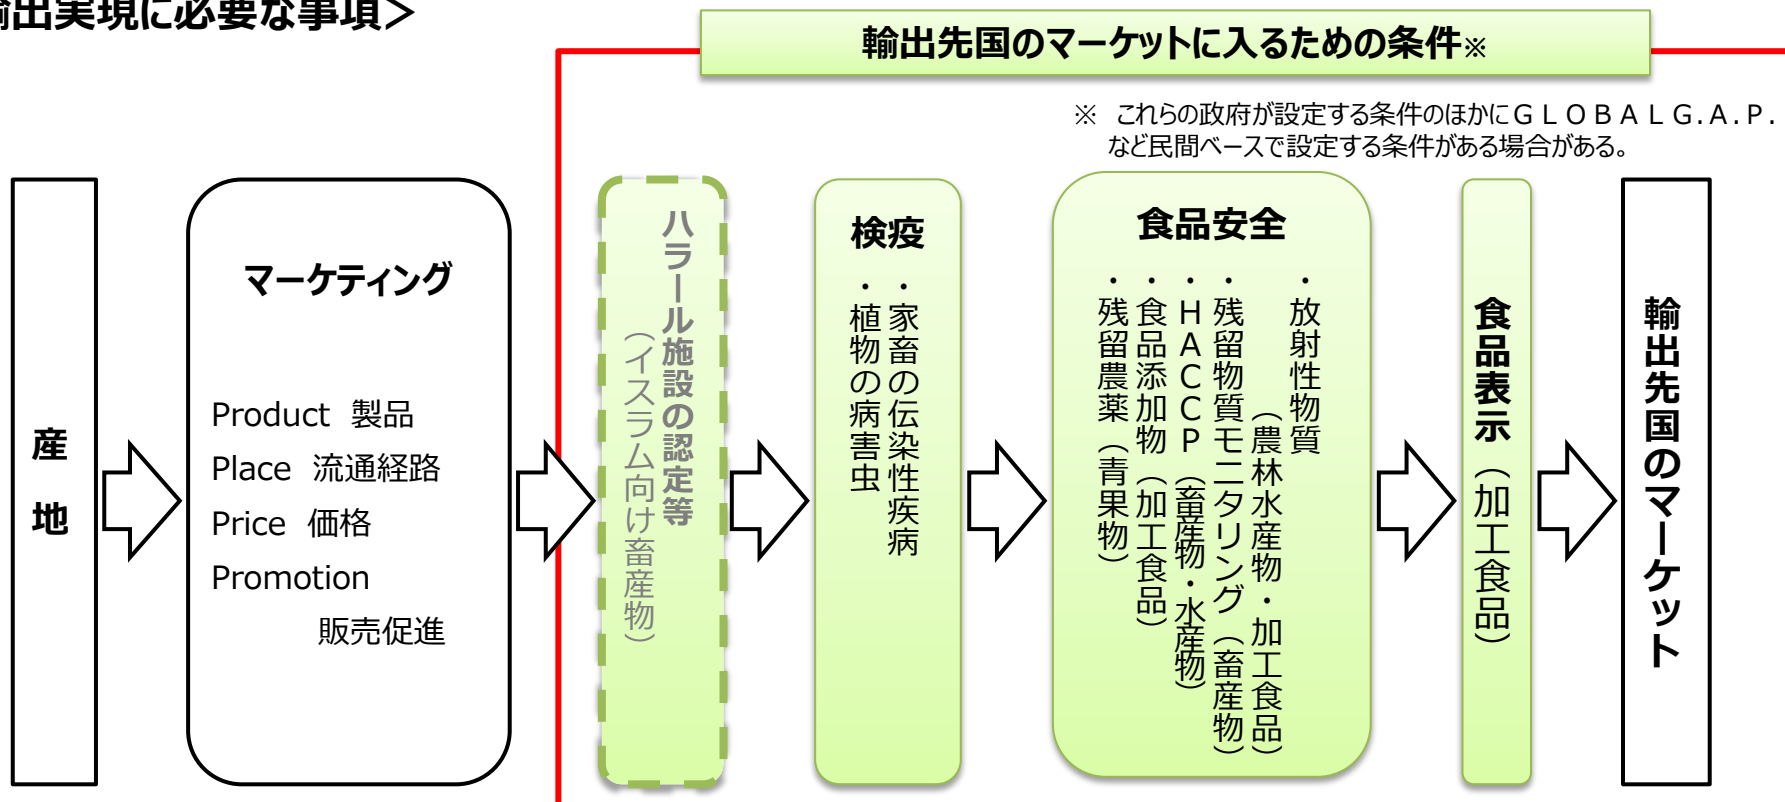 出実現に必要な事項＞
輸出先国のマーケットに入るための条件※
※　これらの政府が設定する条件のほかにＧＬＯＢＡＬＧ.Ａ.Ｐ.
など民間ベースで設定する条件がある場合がある。
産地
マーケティング
Product 製品
Place 流通経路
Price 価格
Promotion
販売促進
ハラール施設の認定等
（イスラム向け畜産物）
検疫
・家畜の伝染性疾病
・植物の病害虫
食品安全
・放射性物質
（農林水産物・加工食品）
・残留物質モニタリング（畜産物）
・ＨＡＣＣＰ（畜産物・水産物）
・食品添加物（加工食品）
・残留農薬（青果物）
食品表示（加工食品）
輸出先国のマーケット